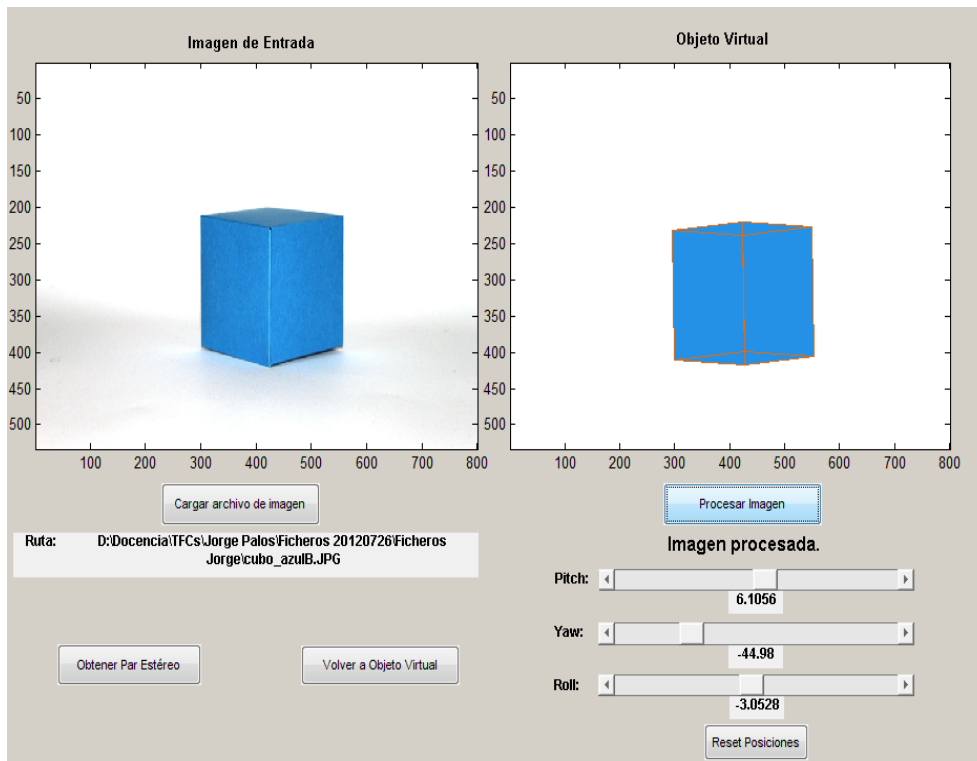 Imagen de Entrada
50
100
150
200
250
300
350
400
450
500
100 200 300 400 500 600 700 800
Cargar archivo de imagen
Ruta: D:\Docencia\TFCs\Jorge Palos\Ficheros 20120726\Ficheros
Jorge\cubo_azulB.JPG
Obtener Par Estéreo
Volver a Objeto Virtual
Objeto Virtual
50
100
150
200
250
300
350
400
450
500
100 200 300 400 500 600 700 800
Procesar Imagen
Imagen procesada.
Pitch:
6.1056
Yaw:
-44.98
Roll:
-3.0528
Reset Posiciones